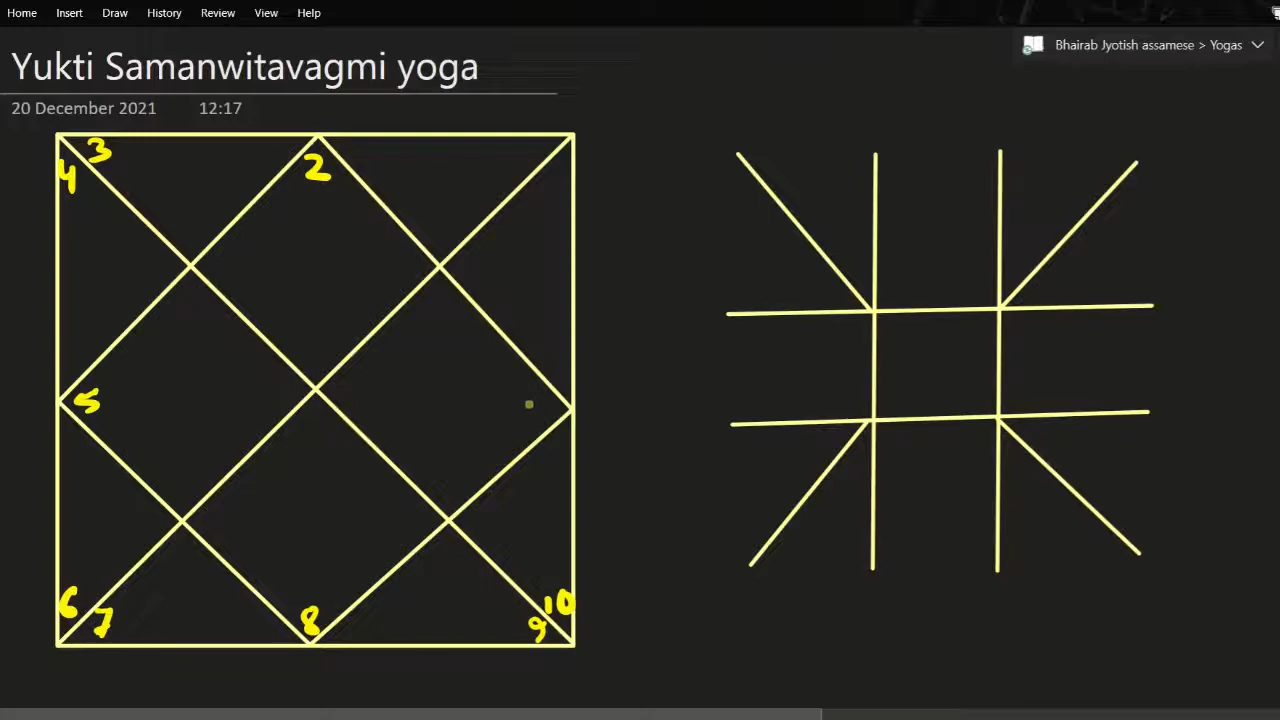 Home Insert Draw History Review View Help
Bhairab Jyotish assamese > Yogas
Yukti Samanwitavagmi yoga
20 December 2021 12:17
3
4 2
5
6 10
7 8 9